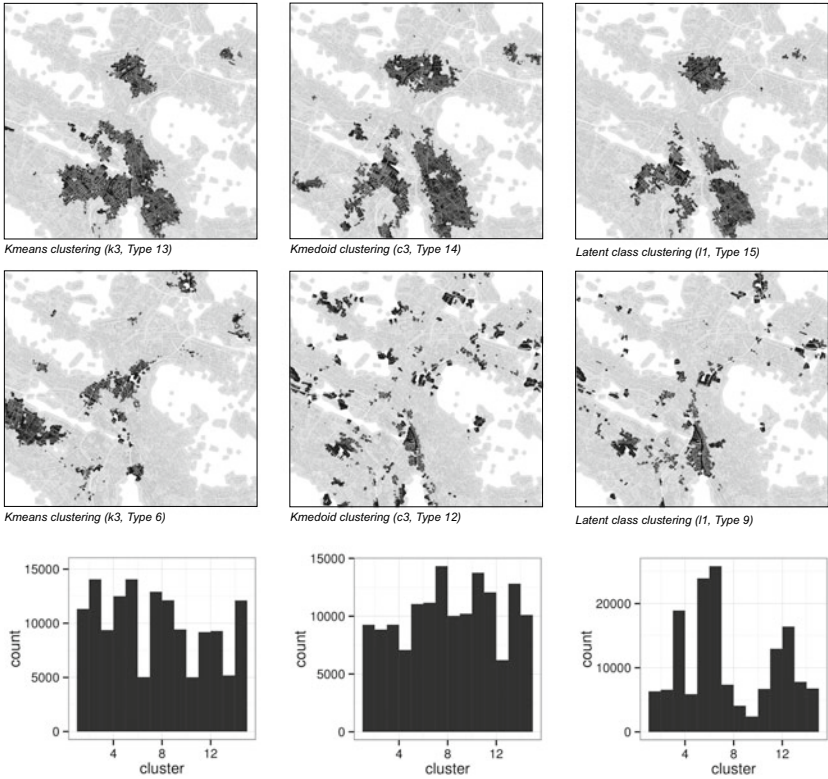 Kmeans clustering (k3, Type 13)
Kmedoid clustering (c3, Type 14)
Latent class clustering (l1, Type 15)
Kmeans clustering (k3, Type 6)
Kmedoid clustering (c3, Type 12)
Latent class clustering (l1, Type 9)
15000
10000
5000
0
count
4 8 12
cluster
15000
10000
5000
0
count
4 8 12
cluster
20000
10000
0
count
4 8 12
cluster